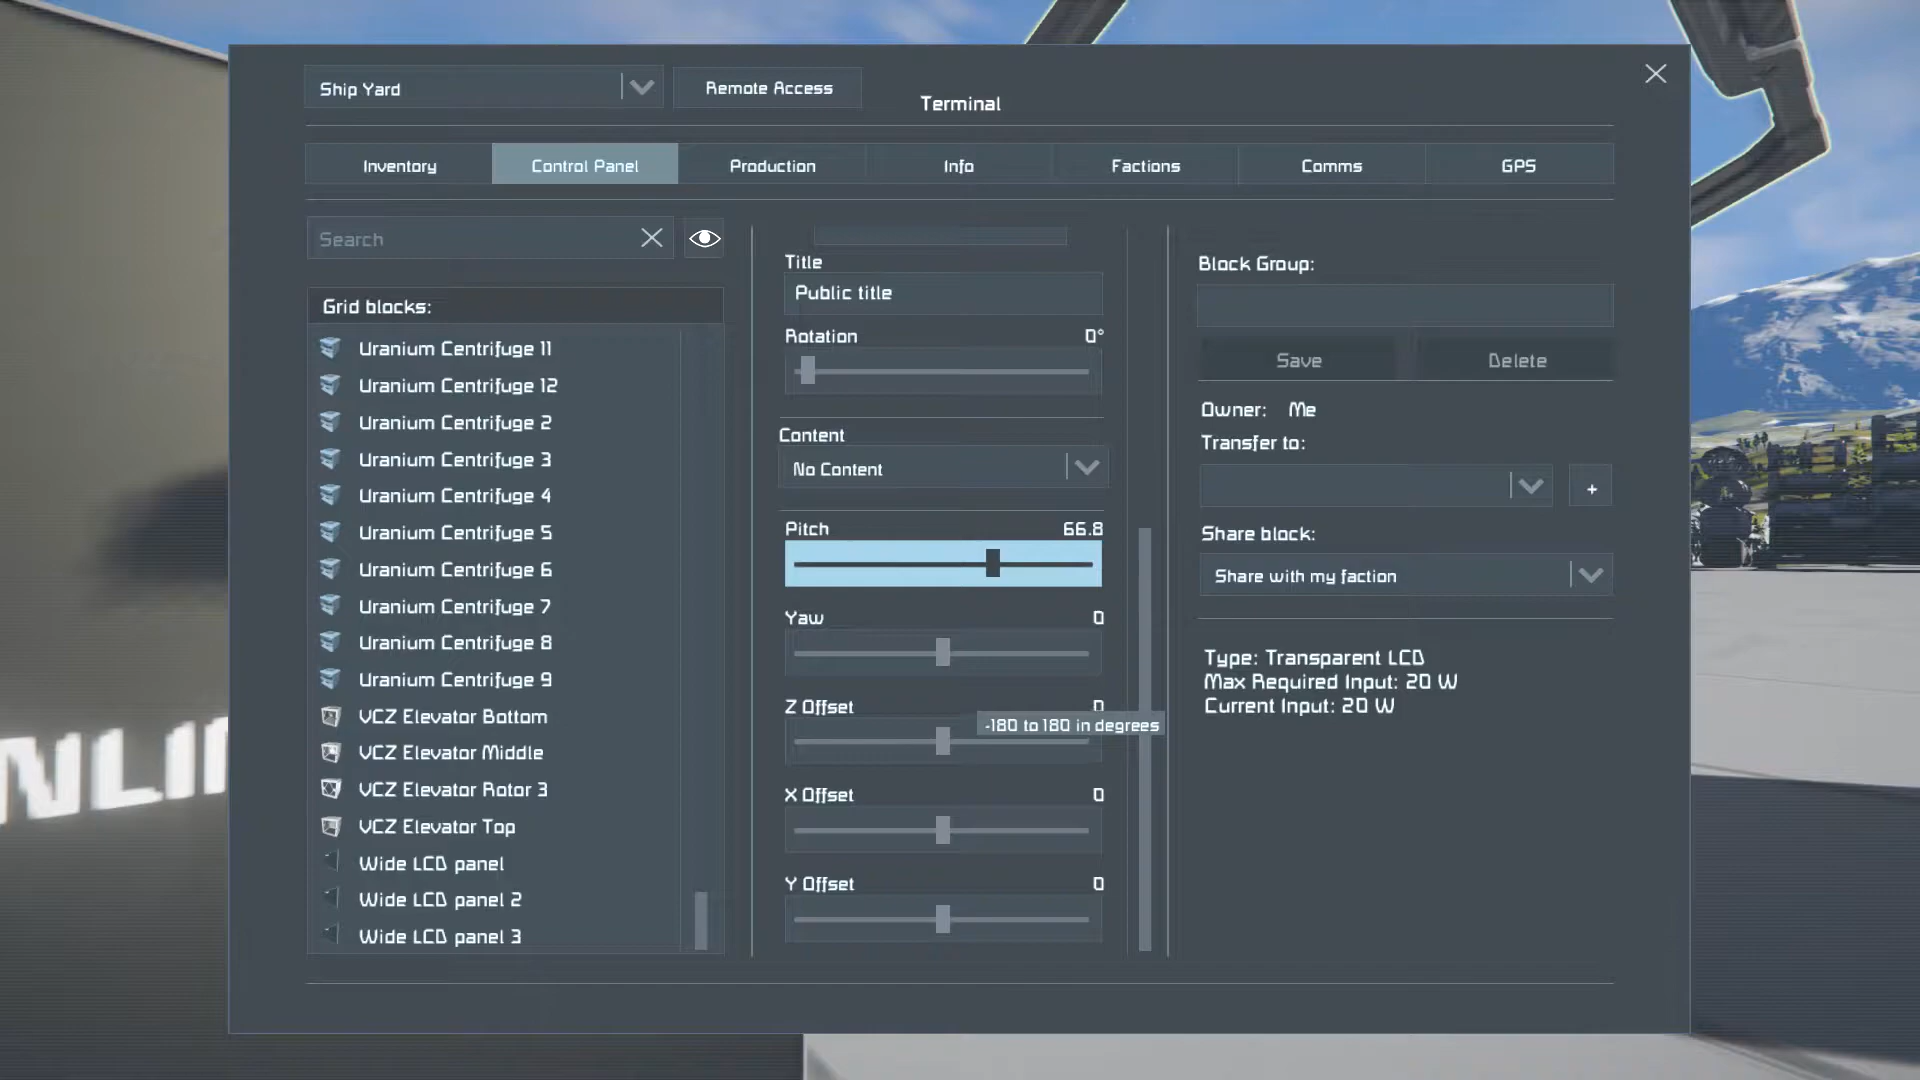 Ship Yard
Remote Access
Terminal
Inventory
Control Panel
Production
Info
Factions
Comms
GPS
Search
Grid blocks:
Uranium Centrifuge 11
Uranium Centrifuge 12
Uranium Centrifuge 2
Uranium Centrifuge 3
Uranium Centrifuge 4
Uranium Centrifuge 5
Uranium Centrifuge 6
Uranium Centrifuge 7
Uranium Centrifuge 8
Uranium Centrifuge 9
VCZ Elevator Bottom
VCZ Elevator Middle
VCZ Elevator Rotor 3
VCZ Elevator Top
Wide LCD panel
Wide LCD panel 2
Wide LCD panel 3
Title
Public title
Rotation 0°
Content
No Content
Pitch 66.8
Yaw 0
Z Offset 0
-180 to 180 in degrees
X Offset 0
Y Offset 0
Block Group:
Save
Delete
Owner: Me
Transfer to:
+
Share block:
Share with my faction
Type: Transparent LCD
Max Required Input: 20 W
Current Input: 20 W